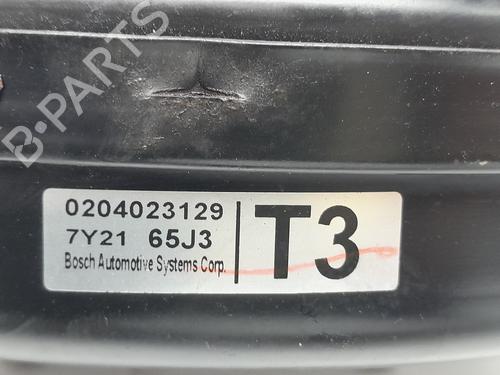 B-PARTS
0204023129
7Y21 65J3
Bosch Automotive Systems Corp.
T3